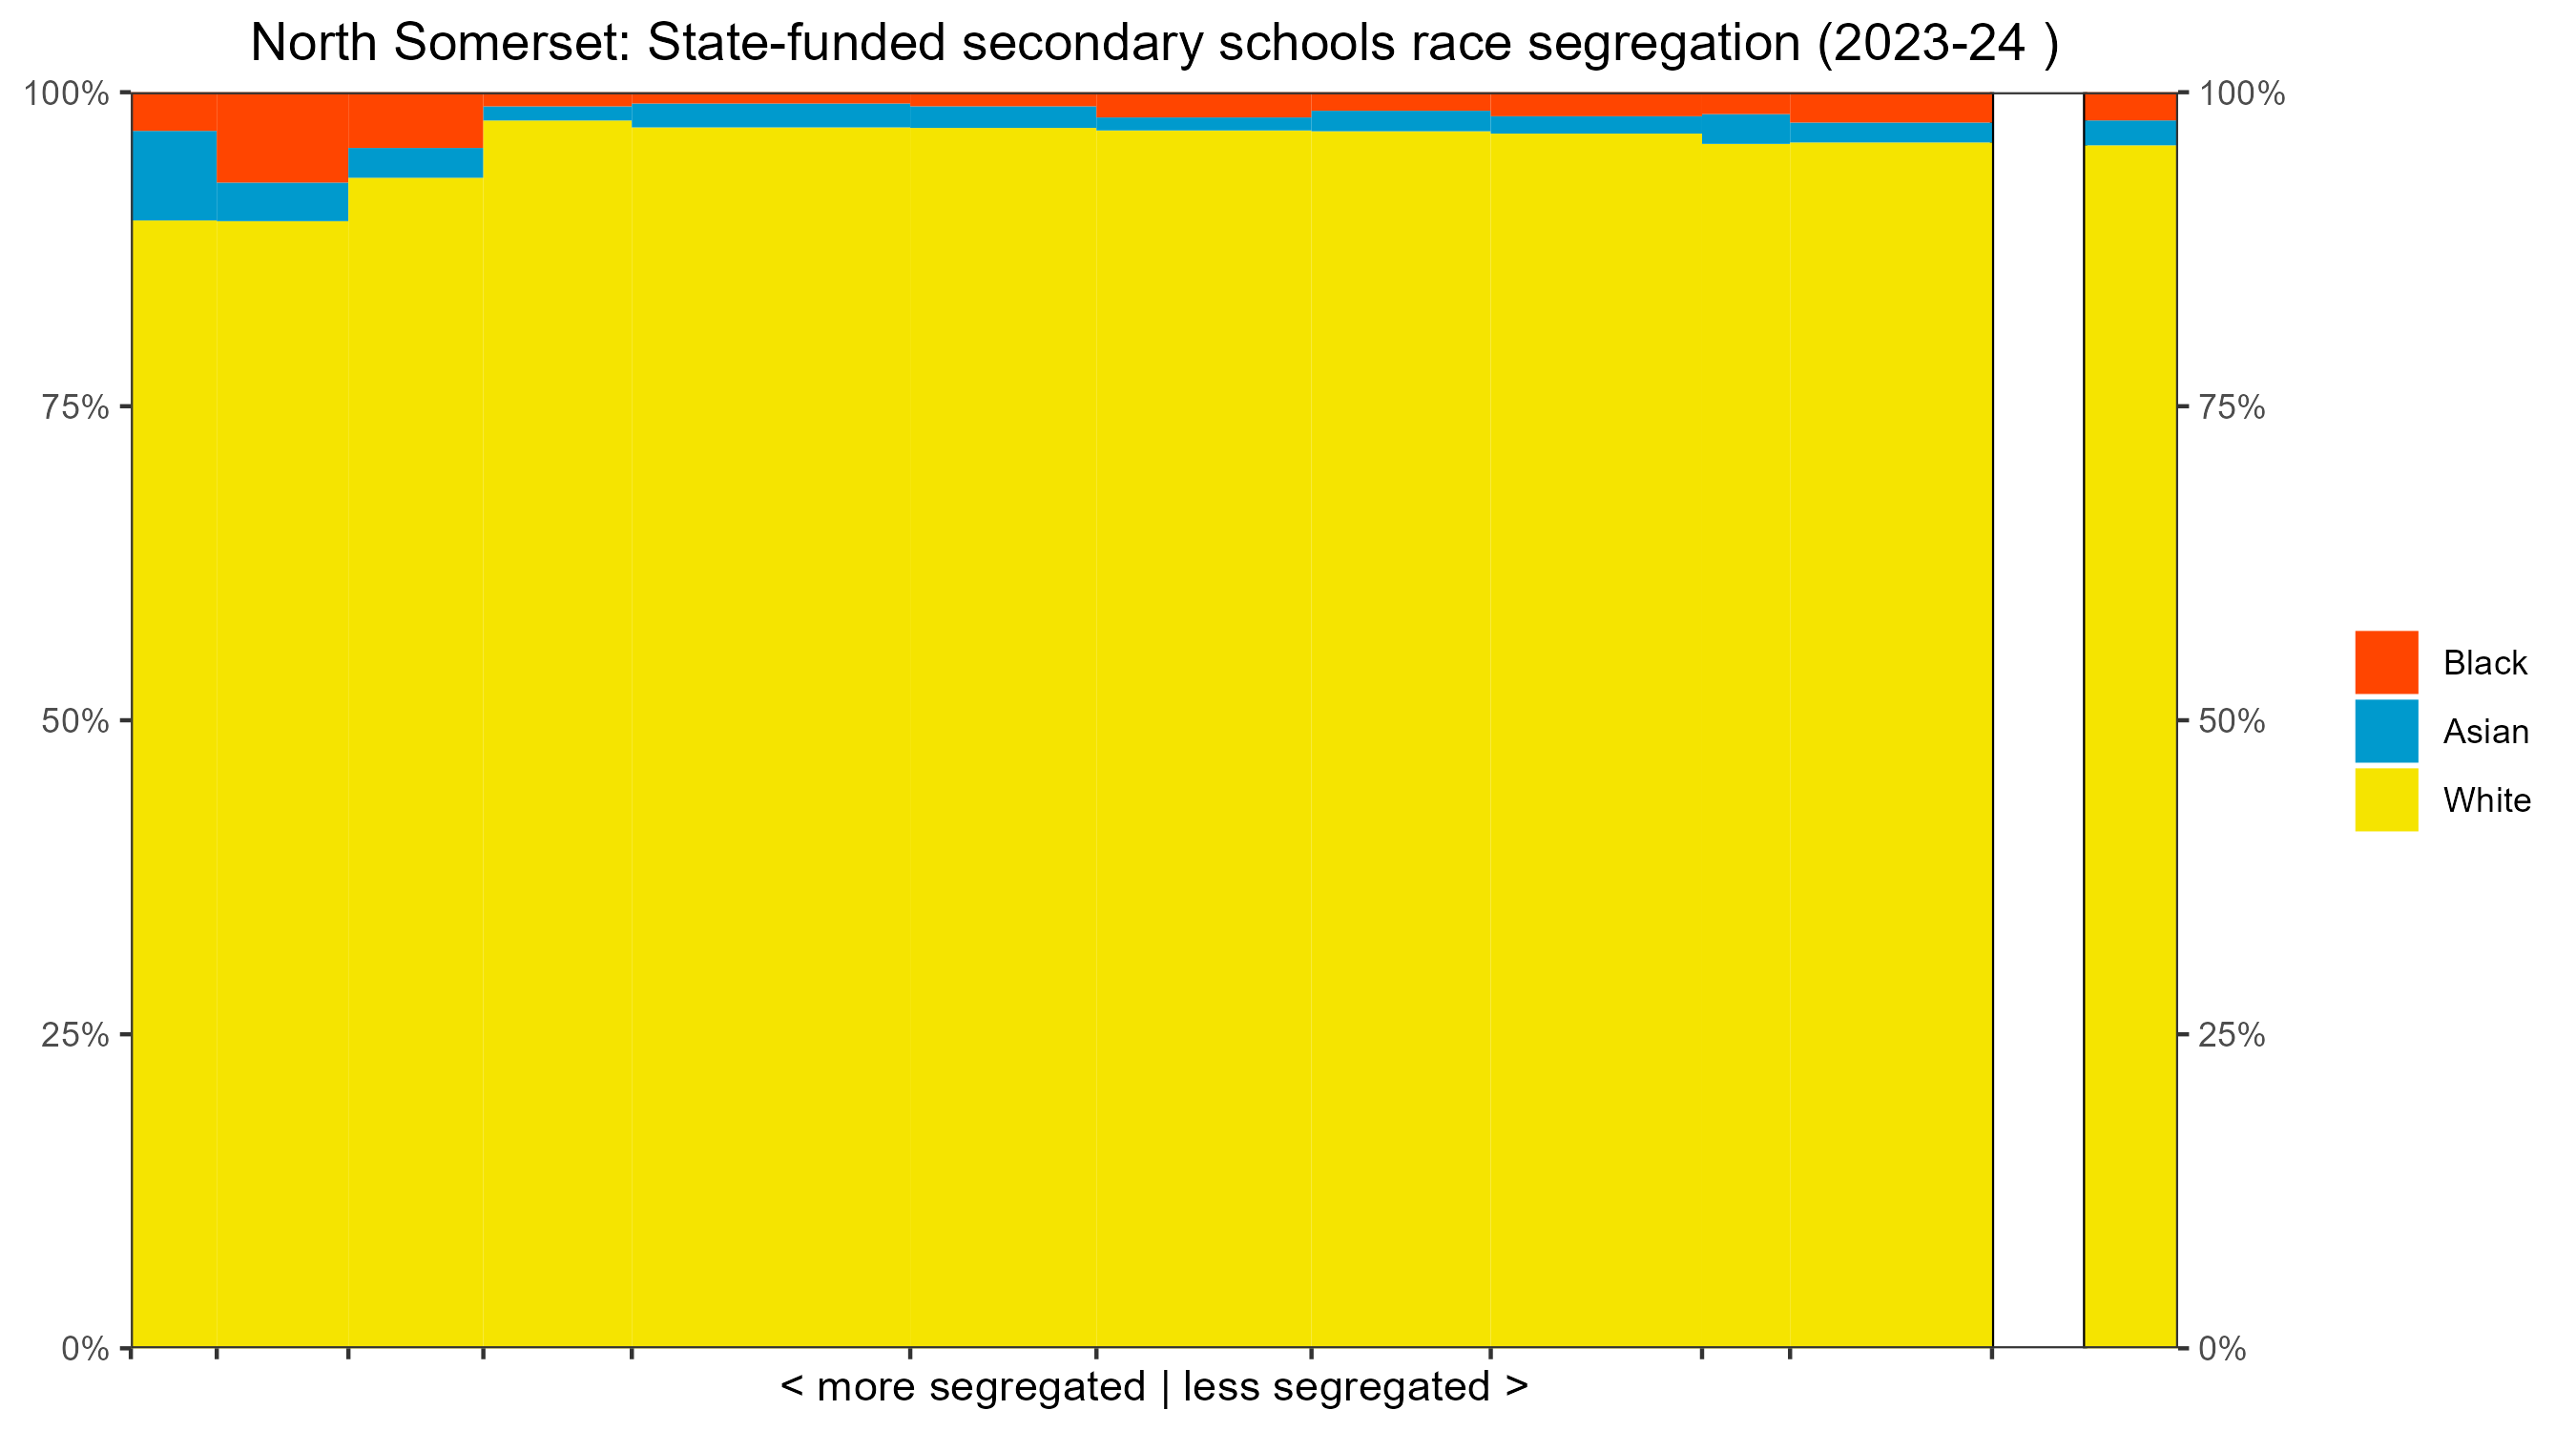 North Somerset: State-funded secondary schools race segregation (2023-24 )
100%
75%
50%
25%
0%
100%
75%
50%
25%
0%
Black
Asian
White
< more segregated | less segregated >